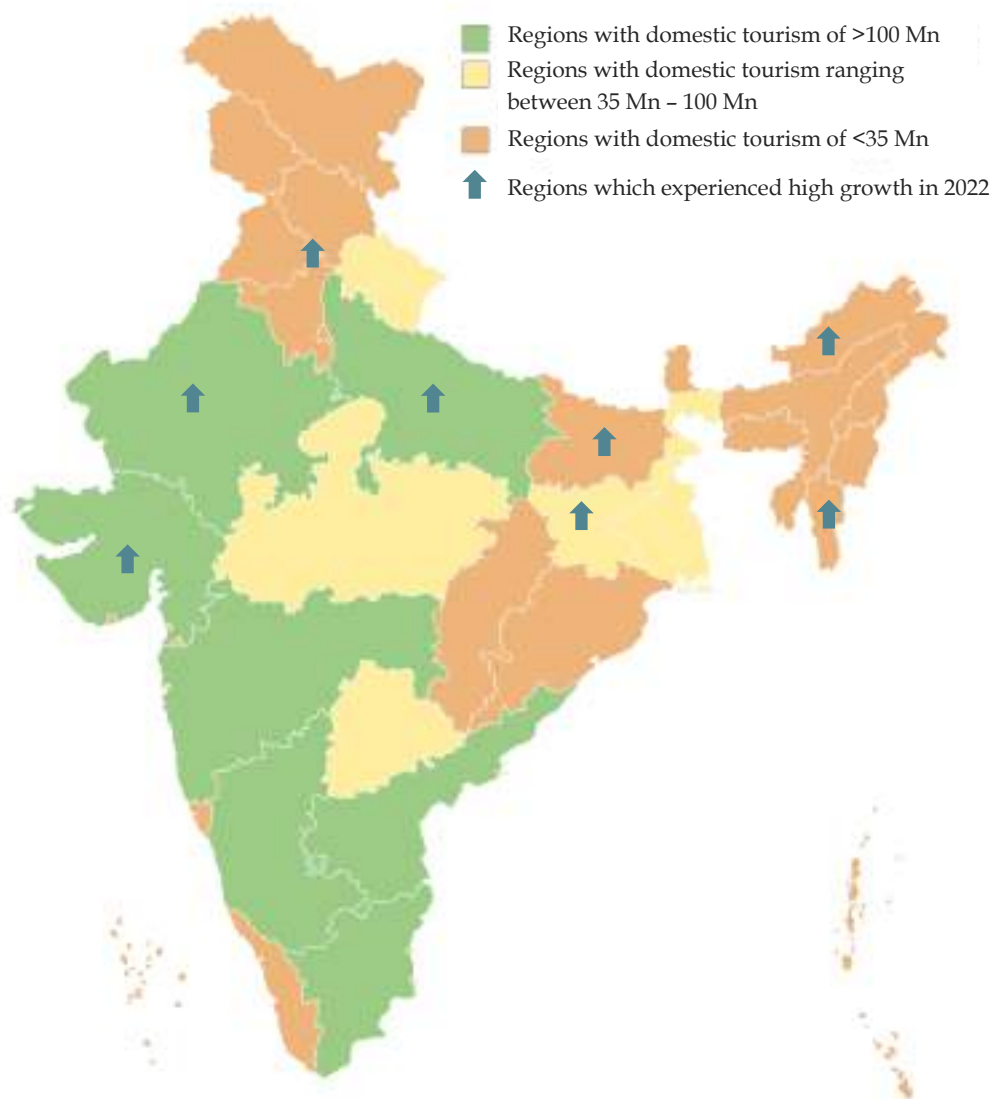 Regions with domestic tourism of >100 Mn
Regions with domestic tourism ranging
between 35 Mn – 100 Mn
Regions with domestic tourism of <35 Mn
Regions which experienced high growth in 2022